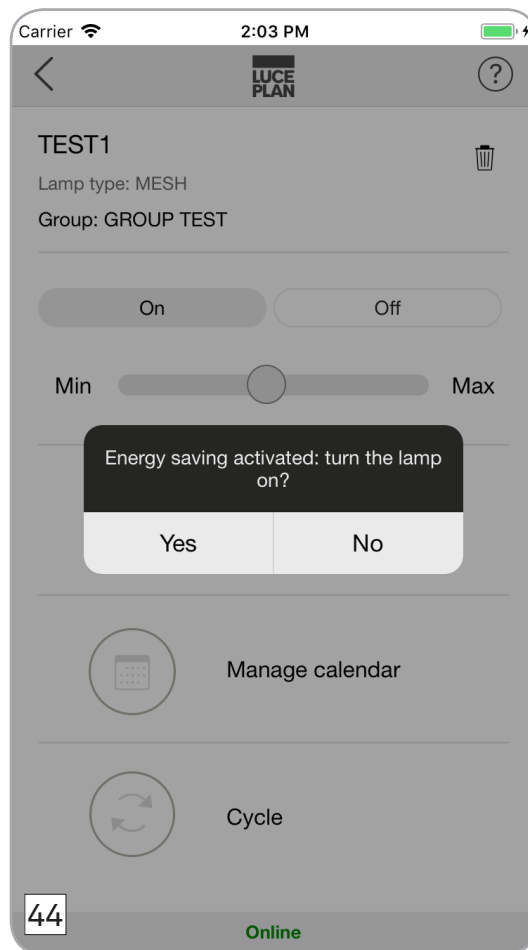 Carrier
2:03 PM
LUCE
PLAN
?
TEST1
Lamp type: MESH
Group: GROUP TEST
On
Off
Min
Max
Energy saving activated: turn the lamp
on?
Yes
No
Manage calendar
Cycle
44
Online